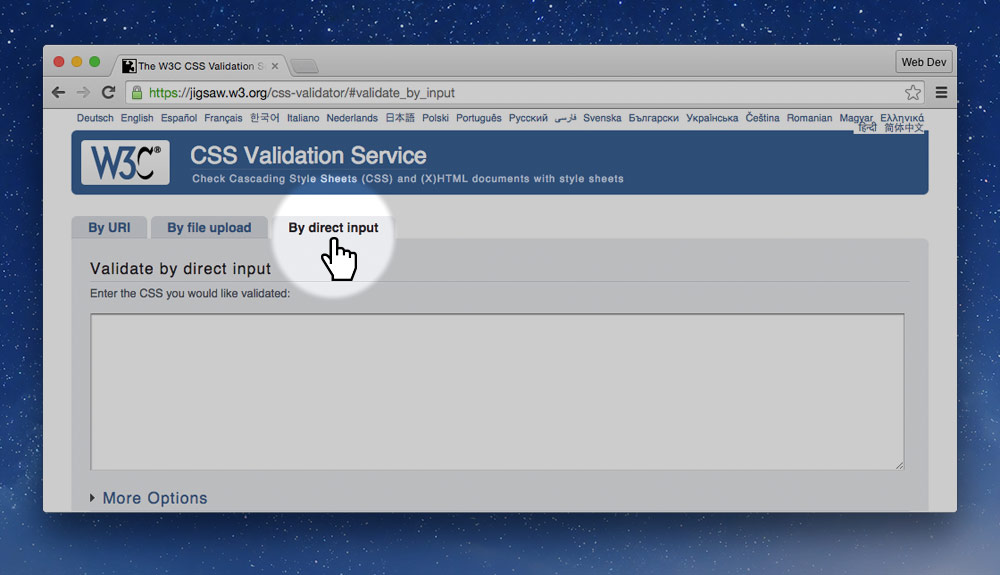 The W3C CSS Validation S
Web Dev
https://jigsaw.w3.org/css-validator/#validate_by_input
Deutsch English Español Français 한국어 Italiano Nederlands 日本語 Polski Português Русский فارسی Svenska Български Українська Čeština Romanian Magyar Ελληνικά
हिन्दी 简体中文
W3C®
CSS Validation Service
Check Cascading Style Sheets (CSS) and (X)HTML documents with style sheets
By URI By file upload By direct input
Validate by direct input
Enter the CSS you would like validated:
More Options